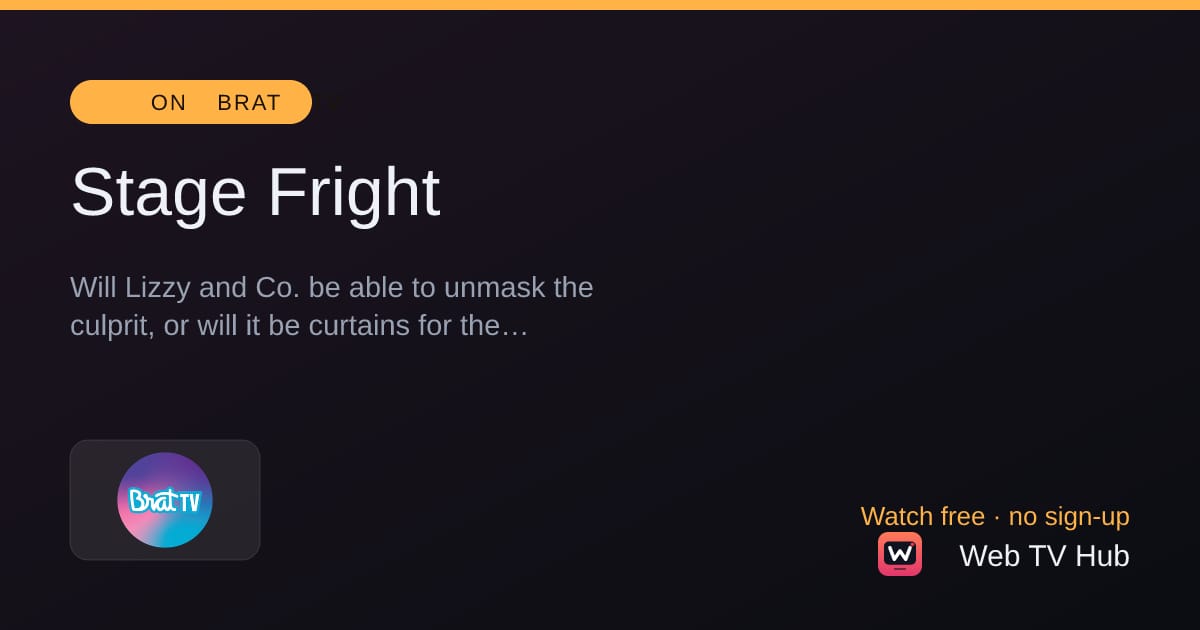 ON BRAT
Stage Fright
Will Lizzy and Co. be able to unmask the
culprit, or will it be curtains for the…
Brat TV
Watch free · no sign-up
W
Web TV Hub